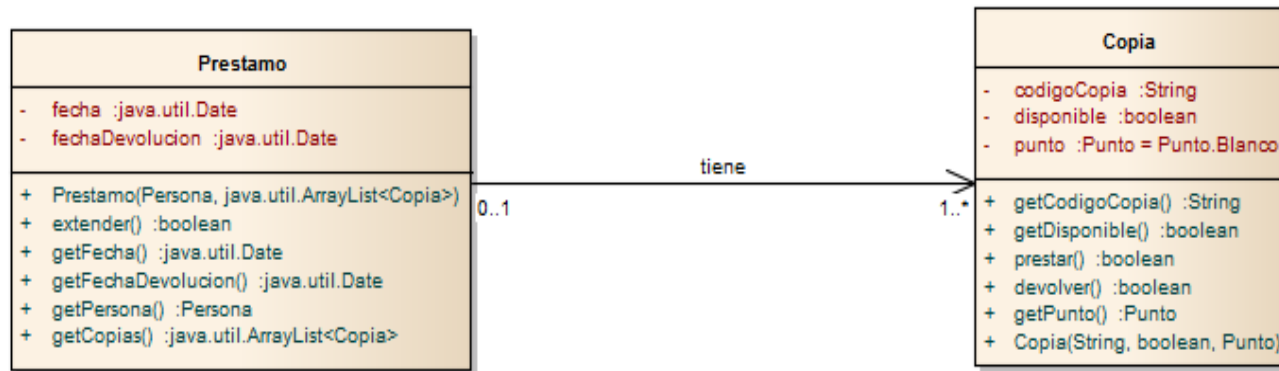 Prestamo
- fecha :java.util.Date
- fechaDevolucion :java.util.Date
+ Prestamo(Persona, java.util.ArrayList<Copia>)
+ extender() :boolean
+ getFecha() :java.util.Date
+ getFechaDevolucion() :java.util.Date
+ getPersona() :Persona
+ getCopias() :java.util.ArrayList<Copia>
tiene
0..1
1..*
Copia
- codigoCopia :String
- disponible :boolean
- punto :Punto = Punto.Blanco
+ getCodigoCopia() :String
+ getDisponible() :boolean
+ prestar() :boolean
+ devolver() :boolean
+ getPunto() :Punto
+ Copia(String, boolean, Punto)